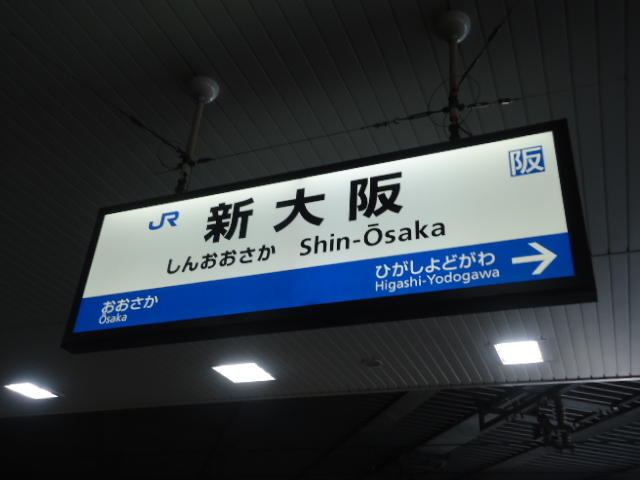 阪
JR 新大阪
しんおおさか Shin-Ōsaka
おおさか
Ōsaka
ひがしよどがわ →
Higashi-Yodogawa